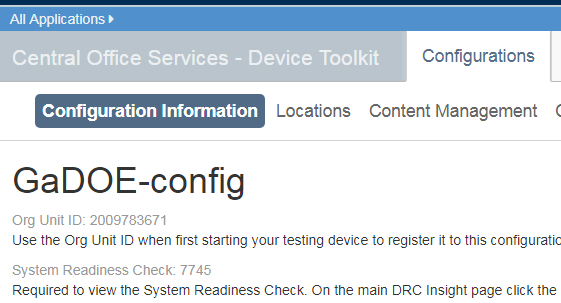 All Applications
Central Office Services - Device Toolkit
Configurations
Configuration Information
Locations
Content Management
GaDOE-config
Org Unit ID: 2009783671
Use the Org Unit ID when first starting your testing device to register it to this
System Readiness Check: 7745
Required to view the System Readiness Check. On the main DRC Insight page click the